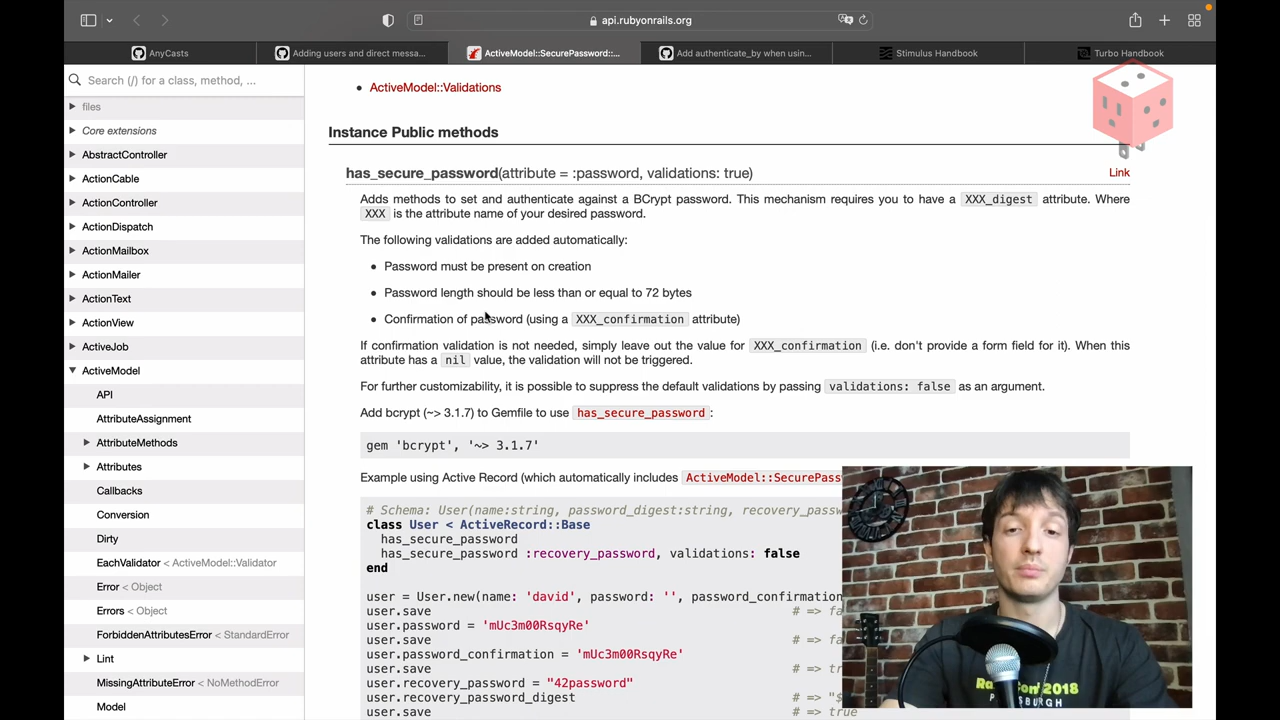 api.rubyonrails.org
AnyCasts
Adding users and direct messa...
ActiveModel::SecurePassword::...
Add authenticate_by when usin...
Stimulus Handbook
Turbo Handbook
Search (/) for a class, method, ...
files
Core extensions
AbstractController
ActionCable
ActionController
ActionDispatch
ActionMailbox
ActionMailer
ActionText
ActionView
ActiveJob
ActiveModel
API
AttributeAssignment
AttributeMethods
Attributes
Callbacks
Conversion
Dirty
EachValidator < ActiveModel::Validator
Error < Object
Errors < Object
ForbiddenAttributesError < StandardError
Lint
MissingAttributeError < NoMethodError
Model
ActiveModel::Validations
Instance Public methods
has_secure_password(attribute = :password, validations: true)
Link
Adds methods to set and authenticate against a BCrypt password. This mechanism requires you to have a XXX_digest attribute. Where
XXX is the attribute name of your desired password.
The following validations are added automatically:
Password must be present on creation
Password length should be less than or equal to 72 bytes
Confirmation of password (using a XXX_confirmation attribute)
If confirmation validation is not needed, simply leave out the value for XXX_confirmation (i.e. don't provide a form field for it). When this
attribute has a nil value, the validation will not be triggered.
For further customizability, it is possible to suppress the default validations by passing validations: false as an argument.
Add bcrypt (~> 3.1.7) to Gemfile to use has_secure_password:
gem 'bcrypt', '~> 3.1.7'
Example using Active Record (which automatically includes ActiveModel::SecurePass
# Schema: User(name:string, password_digest:string, recovery_passw
class User < ActiveRecord::Base
has_secure_password
has_secure_password :recovery_password, validations: false
end
user = User.new(name: 'david', password: '', password_confirmation
user.save # => fa
user.password = 'mUc3m00RsqyRe'
user.save # => fa
user.password_confirmation = 'mUc3m00RsqyRe'
user.save # => tr
user.recovery_password = "42password"
user.recovery_password_digest # => "$
user.save # => true
2018